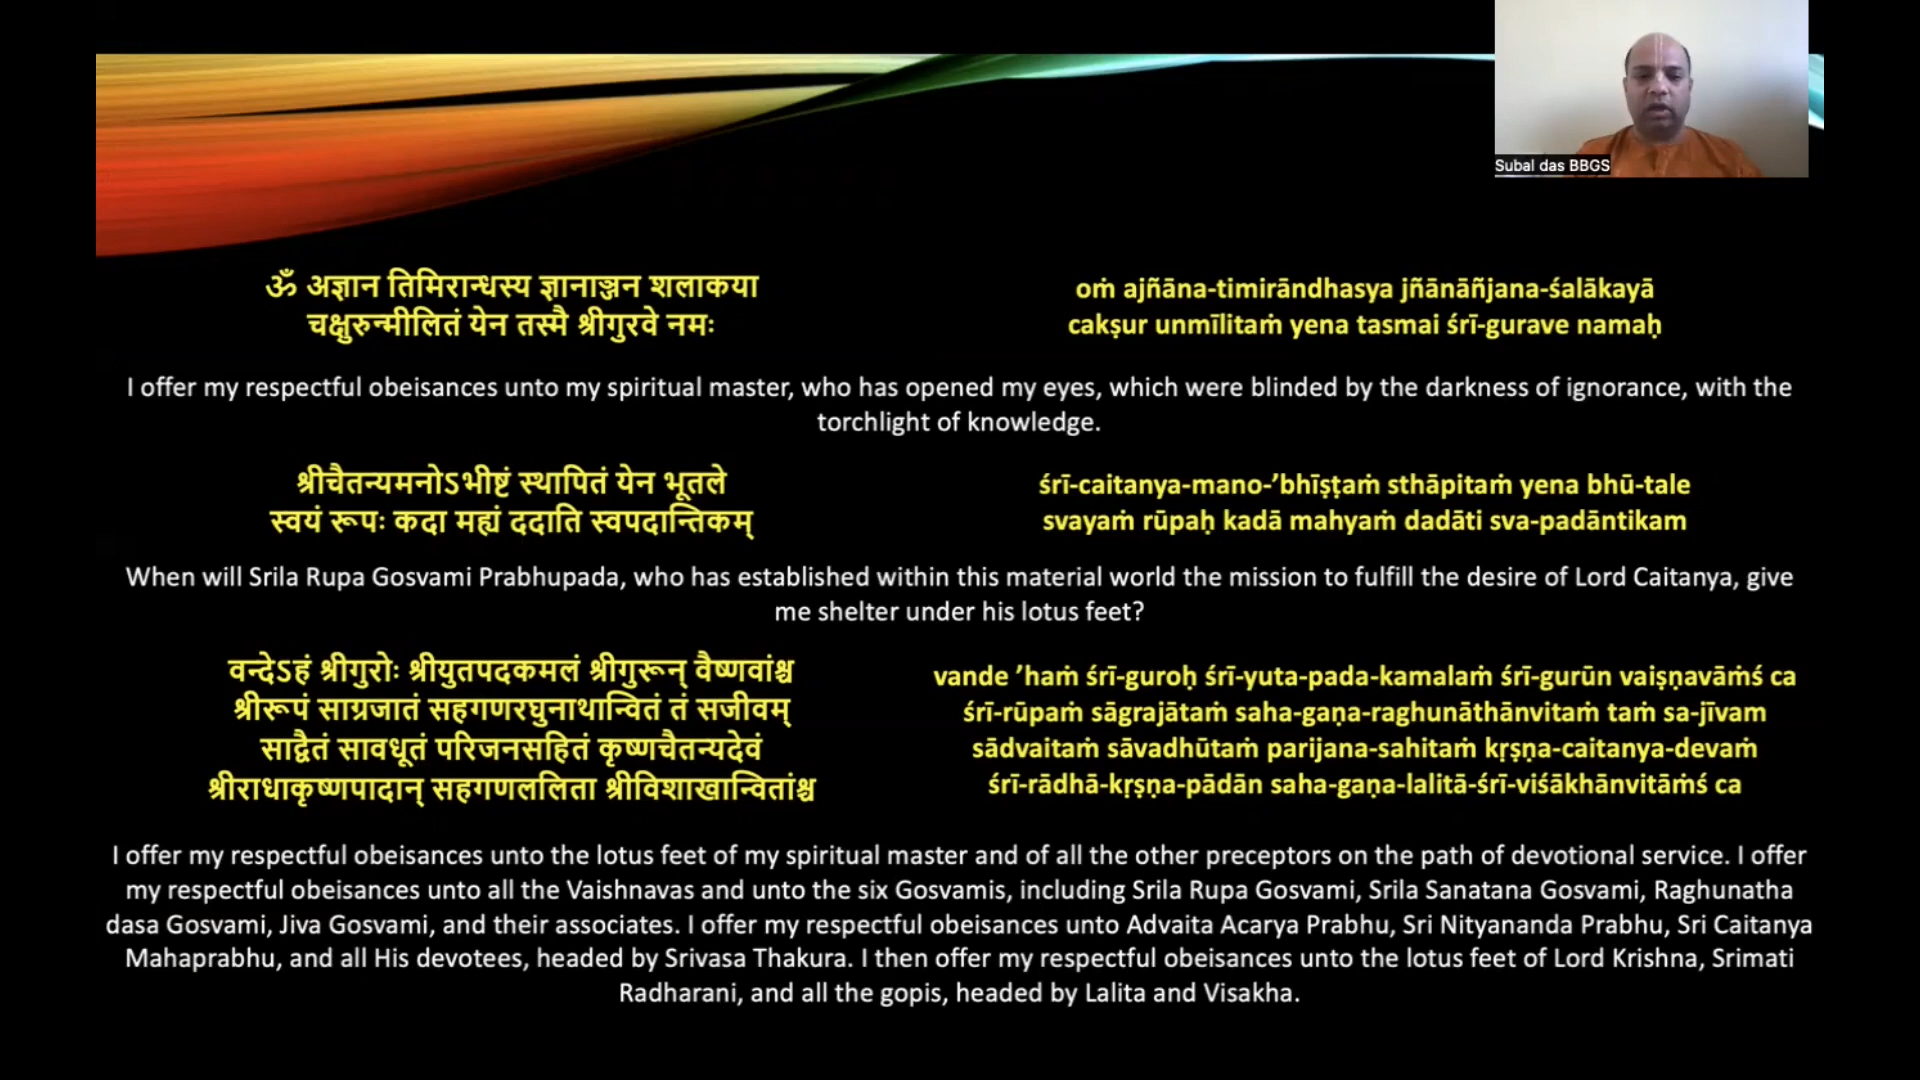 Subal das BBGS
ॐ अज्ञान तिमिरान्धस्य ज्ञानाञ्जन शलाकया
चक्षुरुन्मीलितं येन तस्मै श्रीगुरवे नमः
oṁ ajñāna-timirāndhasya jñānāñjana-śalākayā
cakṣur unmīlitaṁ yena tasmai śrī-gurave namaḥ
I offer my respectful obeisances unto my spiritual master, who has opened my eyes, which were blinded by the darkness of ignorance, with the
torchlight of knowledge.
श्रीचैतन्यमनोऽभीष्टं स्थापितं येन भूतले
स्वयं रूपः कदा मह्यं ददाति स्वपदान्तिकम्
śrī-caitanya-mano-’bhīṣṭaṁ sthāpitaṁ yena bhū-tale
svayaṁ rūpaḥ kadā mahyaṁ dadāti sva-padāntikam
When will Srila Rupa Gosvami Prabhupada, who has established within this material world the mission to fulfill the desire of Lord Caitanya, give
me shelter under his lotus feet?
वन्देऽहं श्रीगुरोः श्रीयुतपदकमलं श्रीगुरून् वैष्णवांश्च
श्रीरूपं साग्रजातं सहगणरघुनाथान्वितं तं सजीवम्
साद्वैतं सावधूतं परिजनसहितं कृष्णचैतन्यदेवं
श्रीराधाकृष्णपादान् सहगणललिता श्रीविशाखान्वितांश्च
vande ’haṁ śrī-guroḥ śrī-yuta-pada-kamalaṁ śrī-gurūn vaiṣṇavāṁś ca
śrī-rūpaṁ sāgrajātaṁ saha-gaṇa-raghunāthānvitaṁ taṁ sa-jīvam
sādvaitaṁ sāvadhūtaṁ parijana-sahitaṁ kṛṣṇa-caitanya-devaṁ
śrī-rādhā-kṛṣṇa-pādān saha-gaṇa-lalitā-śrī-viśākhānvitāṁś ca
I offer my respectful obeisances unto the lotus feet of my spiritual master and of all the other preceptors on the path of devotional service. I offer
my respectful obeisances unto all the Vaishnavas and unto the six Gosvamis, including Srila Rupa Gosvami, Srila Sanatana Gosvami, Raghunatha
dasa Gosvami, Jiva Gosvami, and their associates. I offer my respectful obeisances unto Advaita Acarya Prabhu, Sri Nityananda Prabhu, Sri Caitanya
Mahaprabhu, and all His devotees, headed by Srivasa Thakura. I then offer my respectful obeisances unto the lotus feet of Lord Krishna, Srimati
Radharani, and all the gopis, headed by Lalita and Visakha.